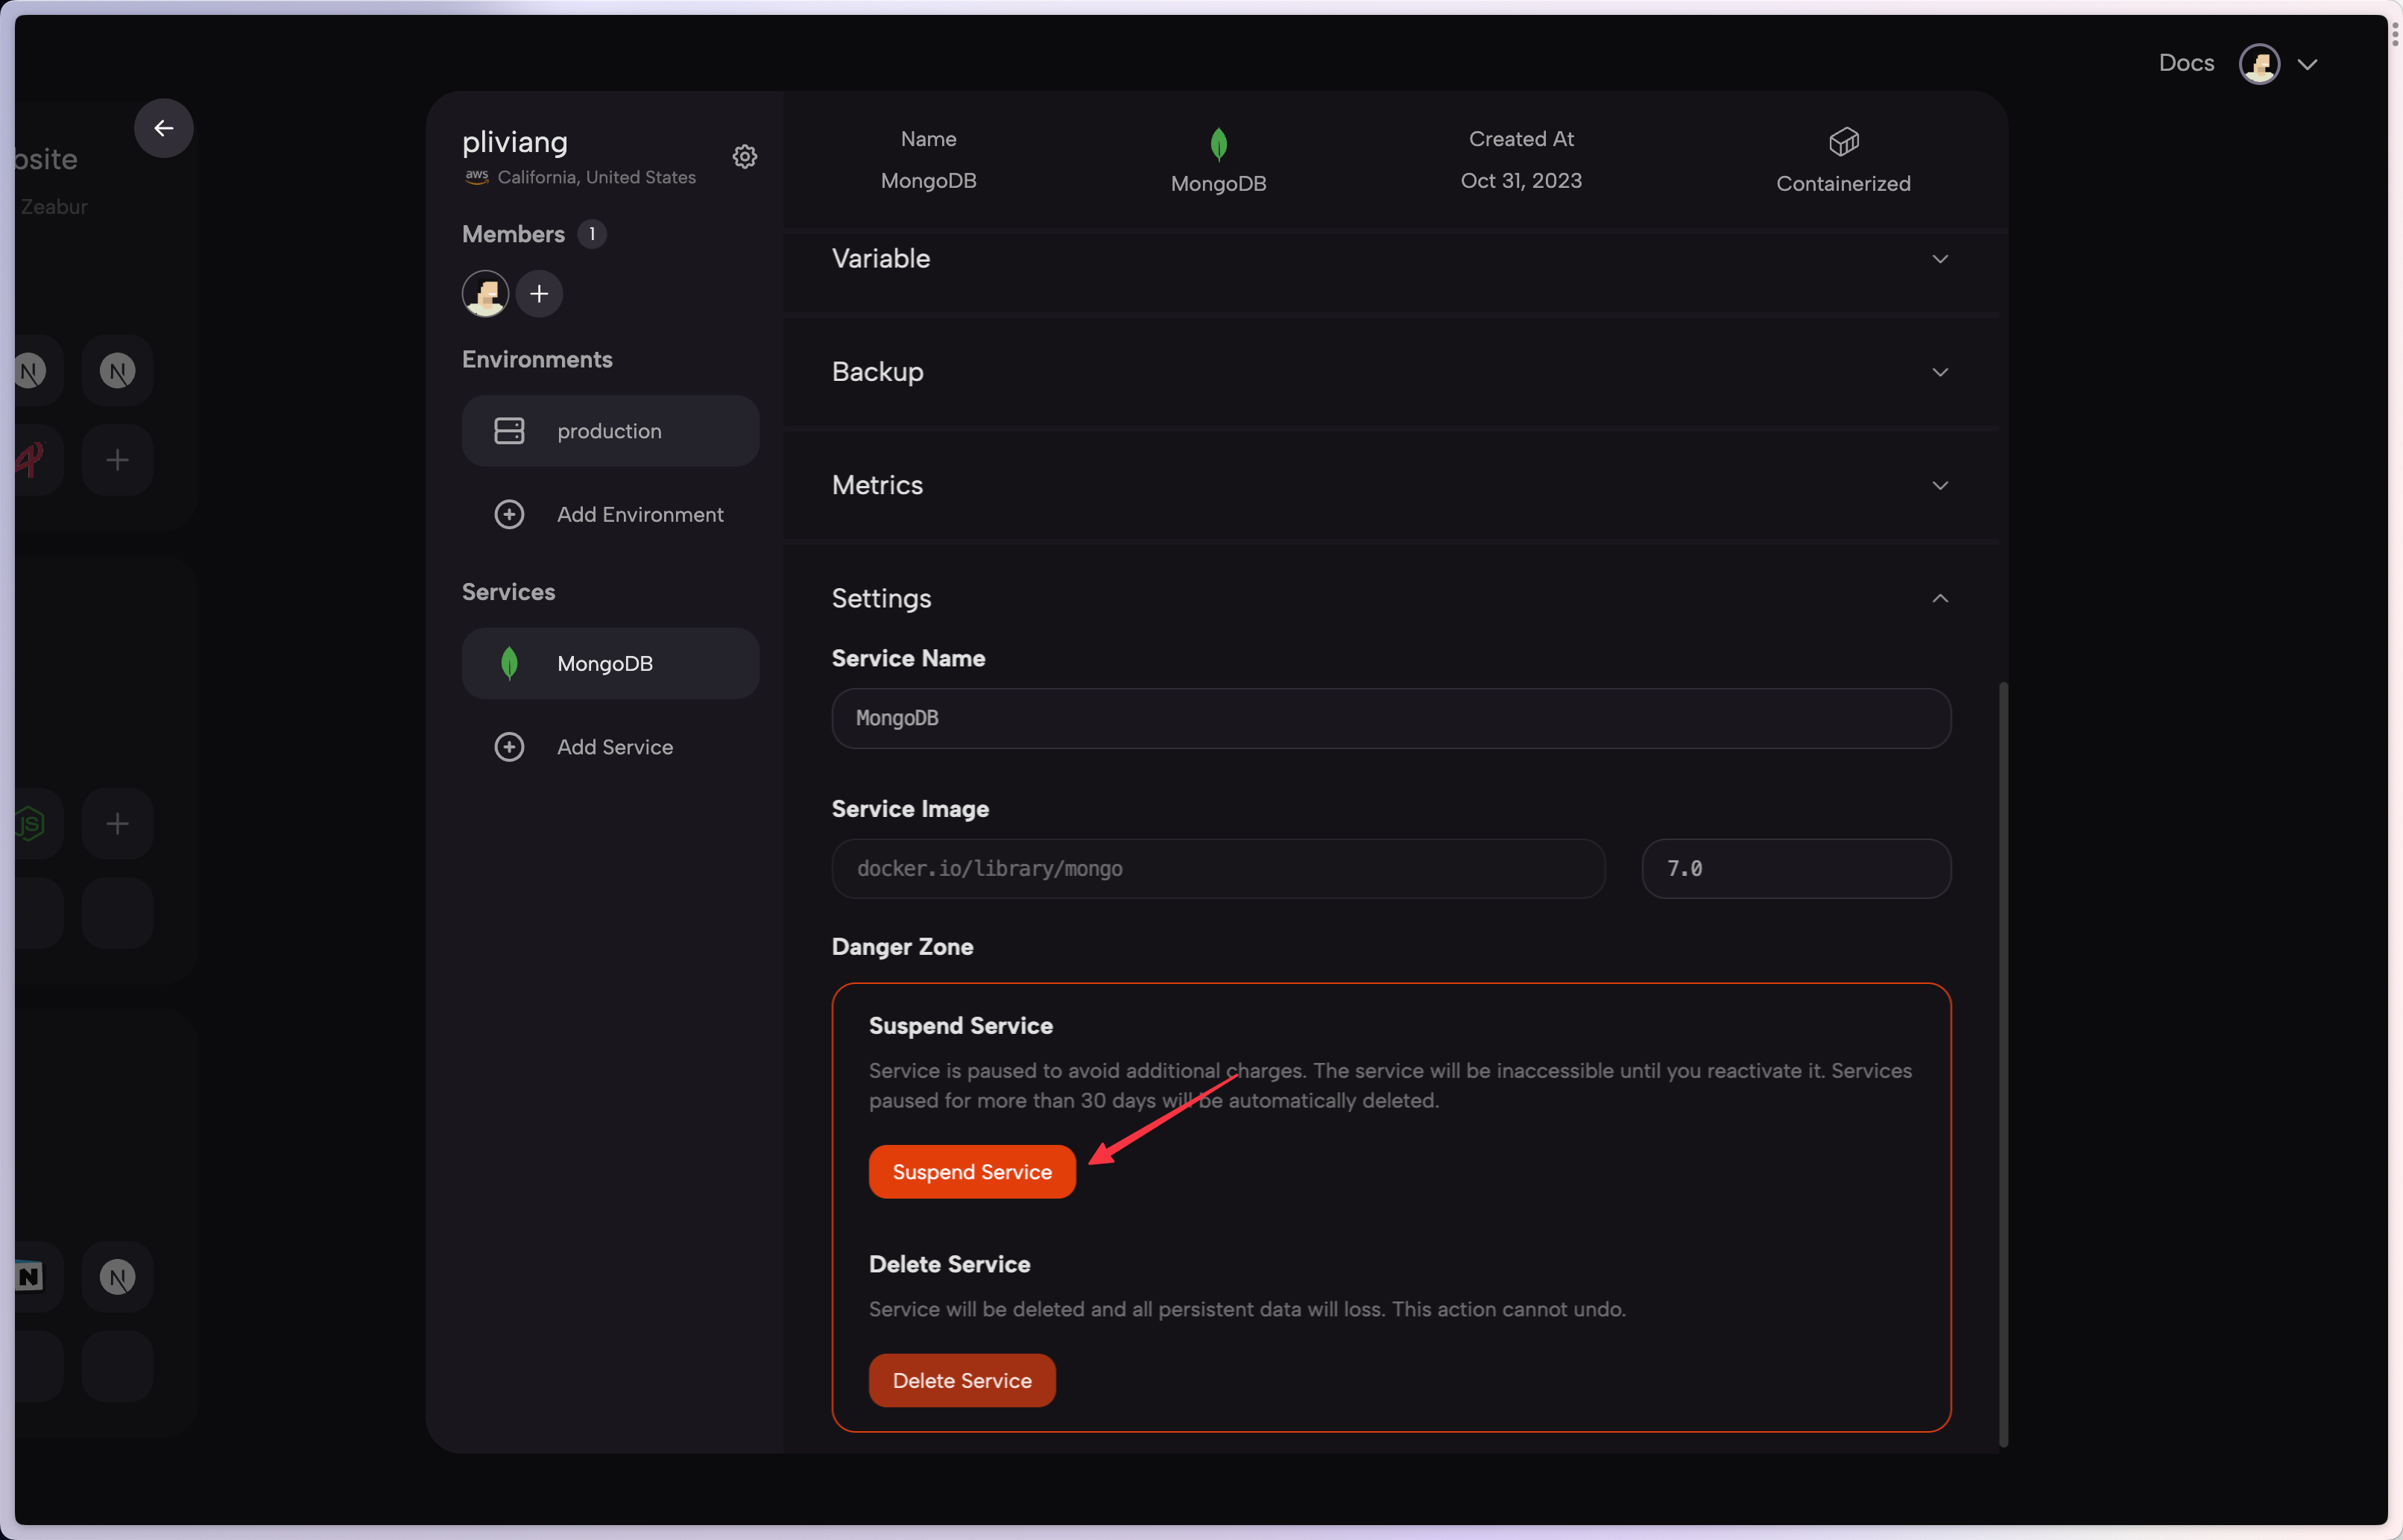 Docs
bsite
Zeabur
pliviang
aws California, United States
Members 1
Environments
production
Add Environment
Services
MongoDB
Add Service
Name
MongoDB
MongoDB
Created At
Oct 31, 2023
Containerized
Variable
Backup
Metrics
Settings
Service Name
MongoDB
Service Image
docker.io/library/mongo
7.0
Danger Zone
Suspend Service
Service is paused to avoid additional charges. The service will be inaccessible until you reactivate it. Services
paused for more than 30 days will be automatically deleted.
Suspend Service
Delete Service
Service will be deleted and all persistent data will loss. This action cannot undo.
Delete Service
N
N
JS
N
N